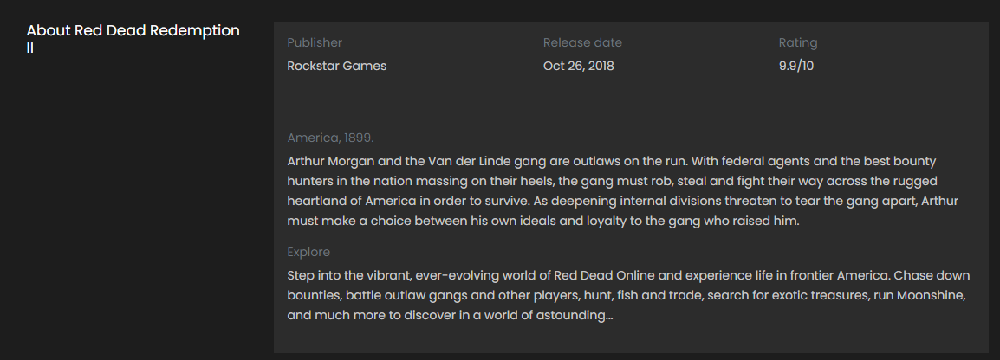 About Red Dead Redemption
II
Publisher
Release date
Rating
Rockstar Games
Oct 26, 2018
9.9/10
America, 1899.
Arthur Morgan and the Van der Linde gang are outlaws on the run. With federal agents and the best bounty
hunters in the nation massing on their heels, the gang must rob, steal and fight their way across the rugged
heartland of America in order to survive. As deepening internal divisions threaten to tear the gang apart, Arthur
must make a choice between his own ideals and loyalty to the gang who raised him.
Explore
Step into the vibrant, ever-evolving world of Red Dead Online and experience life in frontier America. Chase down
bounties, battle outlaw gangs and other players, hunt, fish and trade, search for exotic treasures, run Moonshine,
and much more to discover in a world of astounding...